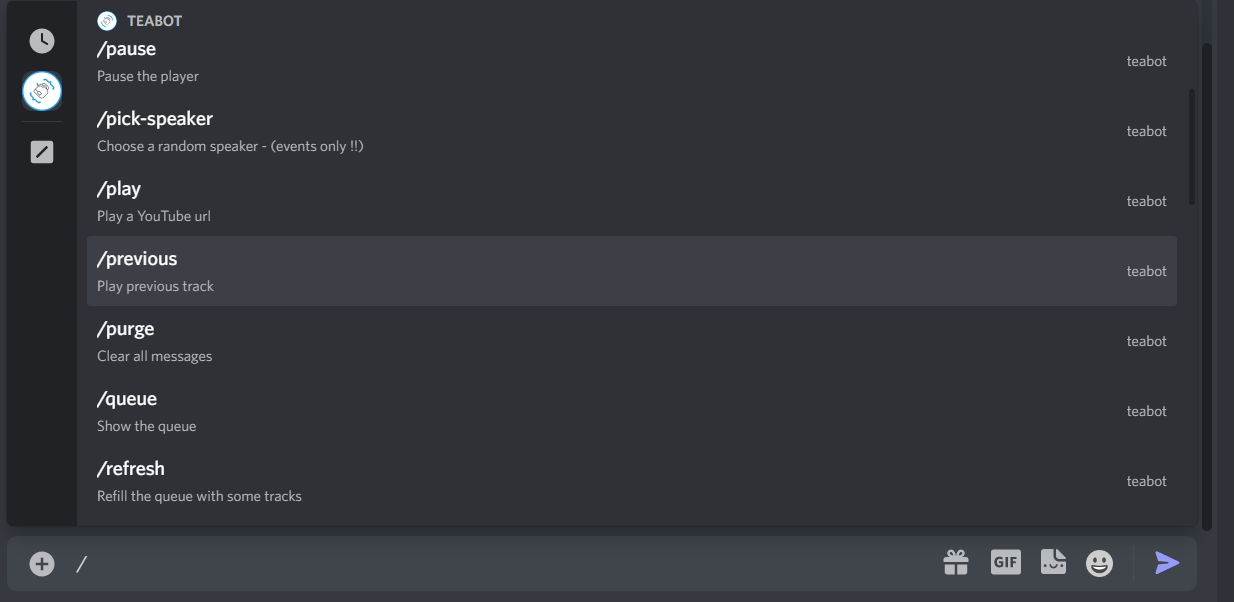 TEABOT
/pause
Pause the player
teabot
/pick-speaker
Choose a random speaker - (events only !!)
teabot
/play
Play a YouTube url
teabot
/previous
Play previous track
teabot
/purge
Clear all messages
teabot
/queue
Show the queue
teabot
/refresh
Refill the queue with some tracks
teabot
/
GIF